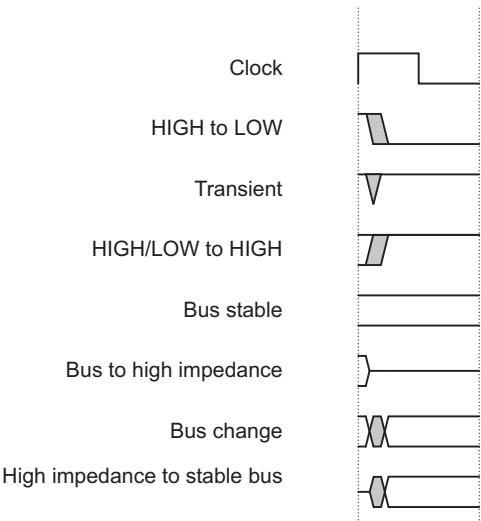 Clock
HIGH to LOW
Transient
HIGH/LOW to HIGH
Bus stable
Bus to high impedance
Bus change
High impedance to stable bus